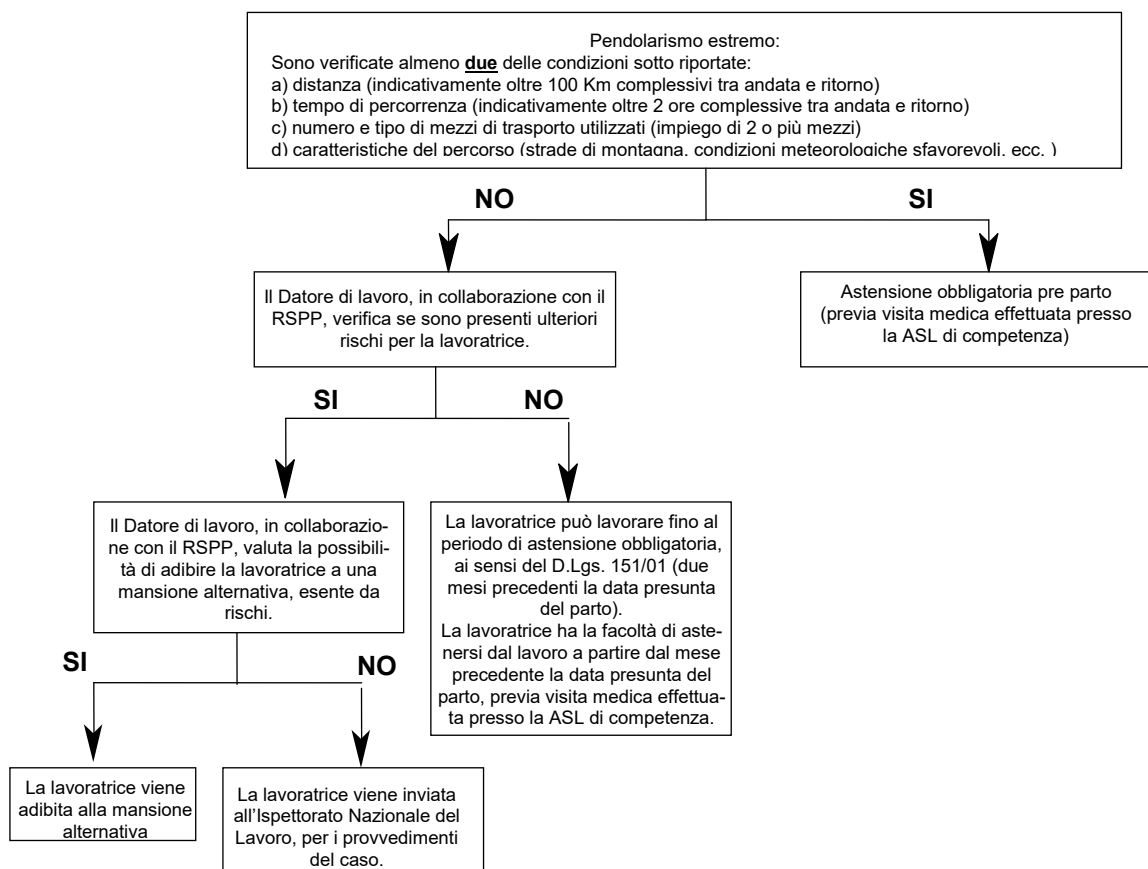 Pendolarismo estremo:
Sono verificate almeno due delle condizioni sotto riportate:
a) distanza (indicativamente oltre 100 Km complessivi tra andata e ritorno)
b) tempo di percorrenza (indicativamente oltre 2 ore complessive tra andata e ritorno)
c) numero e tipo di mezzi di trasporto utilizzati (impiego di 2 o più mezzi)
d) caratteristiche del percorso (strade di montagna, condizioni meteorologiche sfavorevoli, ecc. )
NO
SI
Il Datore di lavoro, in collaborazione con il
RSPP, verifica se sono presenti ulteriori
rischi per la lavoratrice.
Astensione obbligatoria pre parto
(previa visita medica effettuata presso
la ASL di competenza)
SI
NO
Il Datore di lavoro, in collaborazio-
ne con il RSPP, valuta la possibili-
tà di adibire la lavoratrice a una
mansione alternativa, esente da
rischi.
La lavoratrice può lavorare fino al
periodo di astensione obbligatoria,
ai sensi del D.Lgs. 151/01 (due
mesi precedenti la data presunta
del parto).
La lavoratrice ha la facoltà di aste-
nersi dal lavoro a partire dal mese
precedente la data presunta del
parto, previa visita medica effettua-
ta presso la ASL di competenza.
SI
NO
La lavoratrice viene
adibita alla mansione
alternativa
La lavoratrice viene inviata
all'Ispettorato Nazionale del
Lavoro, per i provvedimenti
del caso.